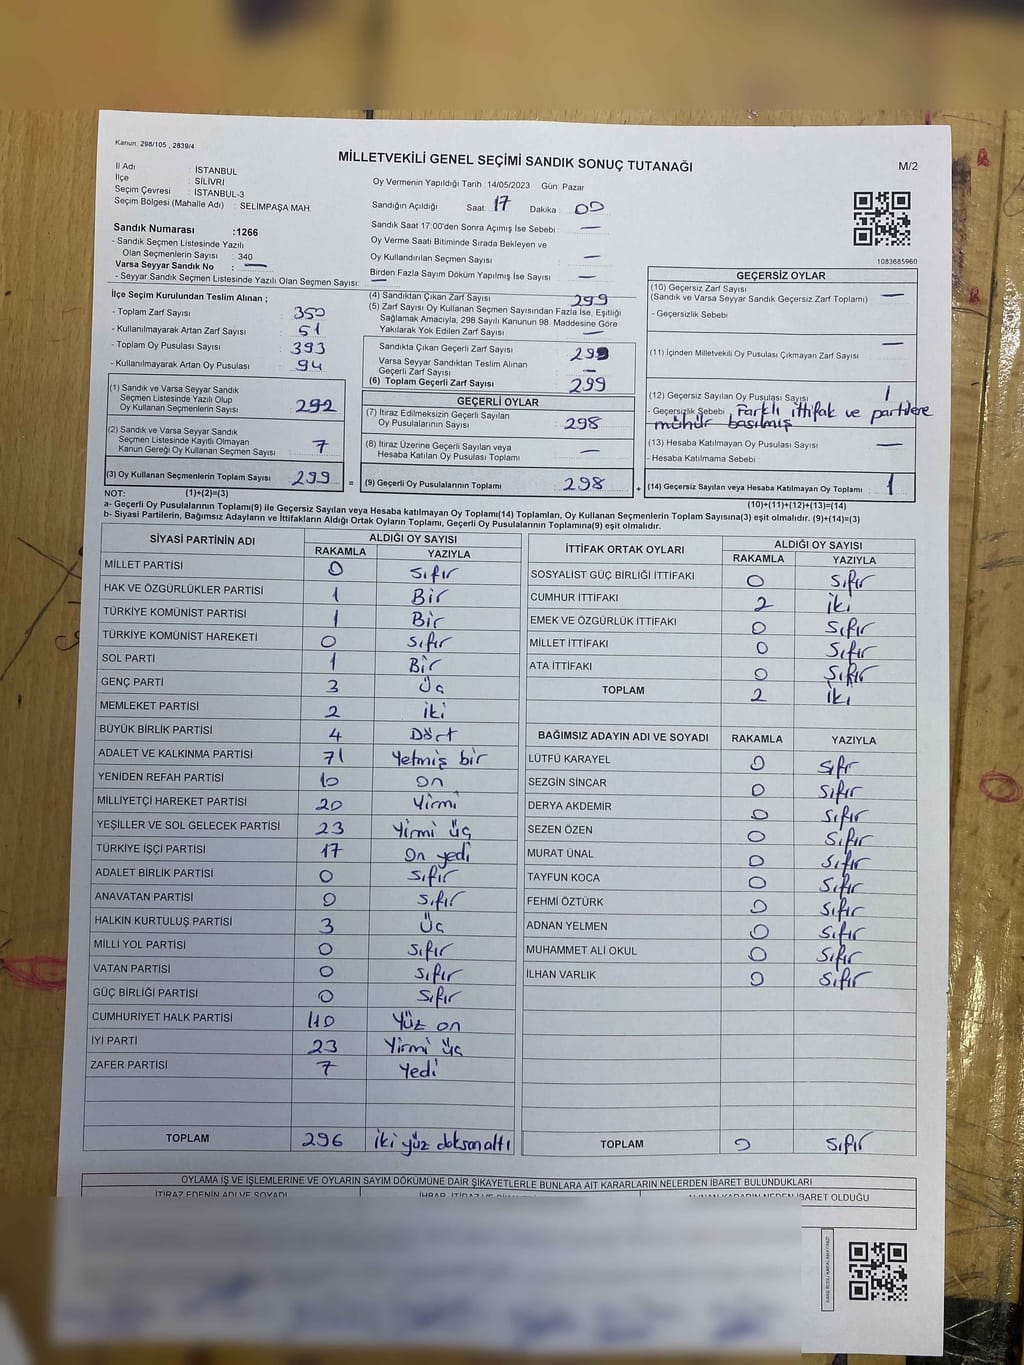 Kanun, 298/105 , 2839/4
MİLLETVEKİLİ GENEL SEÇİMİ SANDIK SONUÇ TUTANAĞI
M/2
İl Adı : İSTANBUL
İlçe : SİLİVRİ
Seçim Çevresi : İSTANBUL-3
Seçim Bölgesi (Mahalle Adı) : SELİMPAŞA MAH.
Oy Vermenin Yapıldığı Tarih 14/05/2023 Gün: Pazar
Sandığın Açıldığı Saat: 17 Dakika : 00
Sandık Saat 17:00'den Sonra Açımış İse Sebebi : —
Oy Verme Saati Bitiminde Sırada Bekleyen ve
Oy Kullandırılan Seçmen Sayısı : —
Birden Fazla Sayım Döküm Yapılmış İse Sayısı : —
1083685960
Sandık Numarası :1266
- Sandık Seçmen Listesinde Yazılı
Olan Seçmenlerin Sayısı : 340
Varsa Seyyar Sandık No : —
- Seyyar Sandık Seçmen Listesinde Yazılı Olan Seçmen Sayısı: —
İlçe Seçim Kurulundan Teslim Alınan ;
- Toplam Zarf Sayısı : 350
- Kullanılmayarak Artan Zarf Sayısı : 51
- Toplam Oy Pusulası Sayısı : 393
- Kullanılmayarak Artan Oy Pusulası : 94
(1) Sandık ve Varsa Seyyar Sandık
Seçmen Listesinde Yazılı Olup
Oy Kullanan Seçmenlerin Sayısı : 292
(2) Sandık ve Varsa Seyyar Sandık
Seçmen Listesinde Kayıtlı Olmayan
Kanun Gereği Oy Kullanan Seçmen Sayısı : 7
(3) Oy Kullanan Seçmenlerin Toplam Sayısı : 299
(4) Sandıktan Çıkan Zarf Sayısı : 299
(5) Zarf Sayısı Oy Kullanan Seçmen Sayısından Fazla İse, Eşitliği
Sağlamak Amacıyla; 298 Sayılı Kanunun 98. Maddesine Göre
Yakılarak Yok Edilen Zarf Sayısı : —
Sandıkta Çıkan Geçerli Zarf Sayısı : 299
Varsa Seyyar Sandıktan Teslim Alınan
Geçerli Zarf Sayısı : —
(6) Toplam Geçerli Zarf Sayısı : 299
GEÇERLİ OYLAR
(7) İtiraz Edilmeksizin Geçerli Sayılan
Oy Pusulalarının Sayısı : 298
(8) İtiraz Üzerine Geçerli Sayılan veya
Hesaba Katılan Oy Pusulası Toplamı : —
= (9) Geçerli Oy Pusulalarının Toplamı : 298
GEÇERSİZ OYLAR
(10) Geçersiz Zarf Sayısı
(Sandık ve Varsa Seyyar Sandık Geçersiz Zarf Toplamı) : —
- Geçersizlik Sebebi :
(11) İçinden Milletvekili Oy Pusulası Çıkmayan Zarf Sayısı : —
(12) Geçersiz Sayılan Oy Pusulası Sayısı : 1
- Geçersizlik Sebebi : Farklı ittifak ve partilere
mühür basılmış
(13) Hesaba Katılmayan Oy Pusulası Sayısı : —
- Hesaba Katılmama Sebebi :
+ (14) Geçersiz Sayılan veya Hesaba Katılmayan Oy Toplamı : 1
NOT: (1)+(2)=(3) (10)+(11)+(12)+(13)=(14)
a- Geçerli Oy Pusulalarının Toplamı(9) ile Geçersiz Sayılan veya Hesaba katılmayan Oy Toplamı(14) Toplamları, Oy Kullanan Seçmenlerin Toplam Sayısına(3) eşit olmalıdır. (9)+(14)=(3)
b- Siyasi Partilerin, Bağımsız Adayların ve İttifakların Aldığı Ortak Oyların Toplamı, Geçerli Oy Pusulalarının Toplamına(9) eşit olmalıdır.
SİYASİ PARTİNİN ADI ALDIĞI OY SAYISI
RAKAMLA YAZIYLA
MİLLET PARTİSİ 0 Sıfır
HAK VE ÖZGÜRLÜKLER PARTİSİ 1 Bir
TÜRKİYE KOMÜNİST PARTİSİ 1 Bir
TÜRKİYE KOMÜNİST HAREKETİ 0 Sıfır
SOL PARTİ 1 Bir
GENÇ PARTİ 3 Üç
MEMLEKET PARTİSİ 2 iki
BÜYÜK BİRLİK PARTİSİ 4 Dört
ADALET VE KALKINMA PARTİSİ 71 Yetmiş bir
YENİDEN REFAH PARTİSİ 10 On
MİLLİYETÇİ HAREKET PARTİSİ 20 Yirmi
YEŞİLLER VE SOL GELECEK PARTİSİ 23 Yirmi üç
TÜRKİYE İŞÇİ PARTİSİ 17 On yedi
ADALET BİRLİK PARTİSİ 0 Sıfır
ANAVATAN PARTİSİ 0 Sıfır
HALKIN KURTULUŞ PARTİSİ 3 Üç
MİLLİ YOL PARTİSİ 0 Sıfır
VATAN PARTİSİ 0 Sıfır
GÜÇ BİRLİĞİ PARTİSİ 0 Sıfır
CUMHURİYET HALK PARTİSİ 110 Yüz on
İYİ PARTİ 23 Yirmi üç
ZAFER PARTİSİ 7 Yedi
TOPLAM 296 iki yüz doksan altı
İTTİFAK ORTAK OYLARI ALDIĞI OY SAYISI
RAKAMLA YAZIYLA
SOSYALİST GÜÇ BİRLİĞİ İTTİFAKI 0 Sıfır
CUMHUR İTTİFAKI 2 iki
EMEK VE ÖZGÜRLÜK İTTİFAKI 0 Sıfır
MİLLET İTTİFAKI 0 Sıfır
ATA İTTİFAKI 0 Sıfır
TOPLAM 2 iki
BAĞIMSIZ ADAYIN ADI VE SOYADI RAKAMLA YAZIYLA
LÜTFÜ KARAYEL 0 Sıfır
SEZGİN SİNCAR 0 Sıfır
DERYA AKDEMİR 0 Sıfır
SEZEN ÖZEN 0 Sıfır
MURAT ÜNAL 0 Sıfır
TAYFUN KOCA 0 Sıfır
FEHMİ ÖZTÜRK 0 Sıfır
ADNAN YELMEN 0 Sıfır
MUHAMMET ALİ OKUL 0 Sıfır
İLHAN VARLIK 0 Sıfır
TOPLAM 0 Sıfır
OYLAMA İŞ VE İŞLEMLERİNE VE OYLARIN SAYIM DÖKÜMÜNE DAİR ŞİKAYETLERLE BUNLARA AİT KARARLARIN NELERDEN İBARET BULUNDUKLARI
İTİRAZ EDENİN ADI VE SOYADI
ALINAN KARARIN NEDEN İBARET OLDUĞU